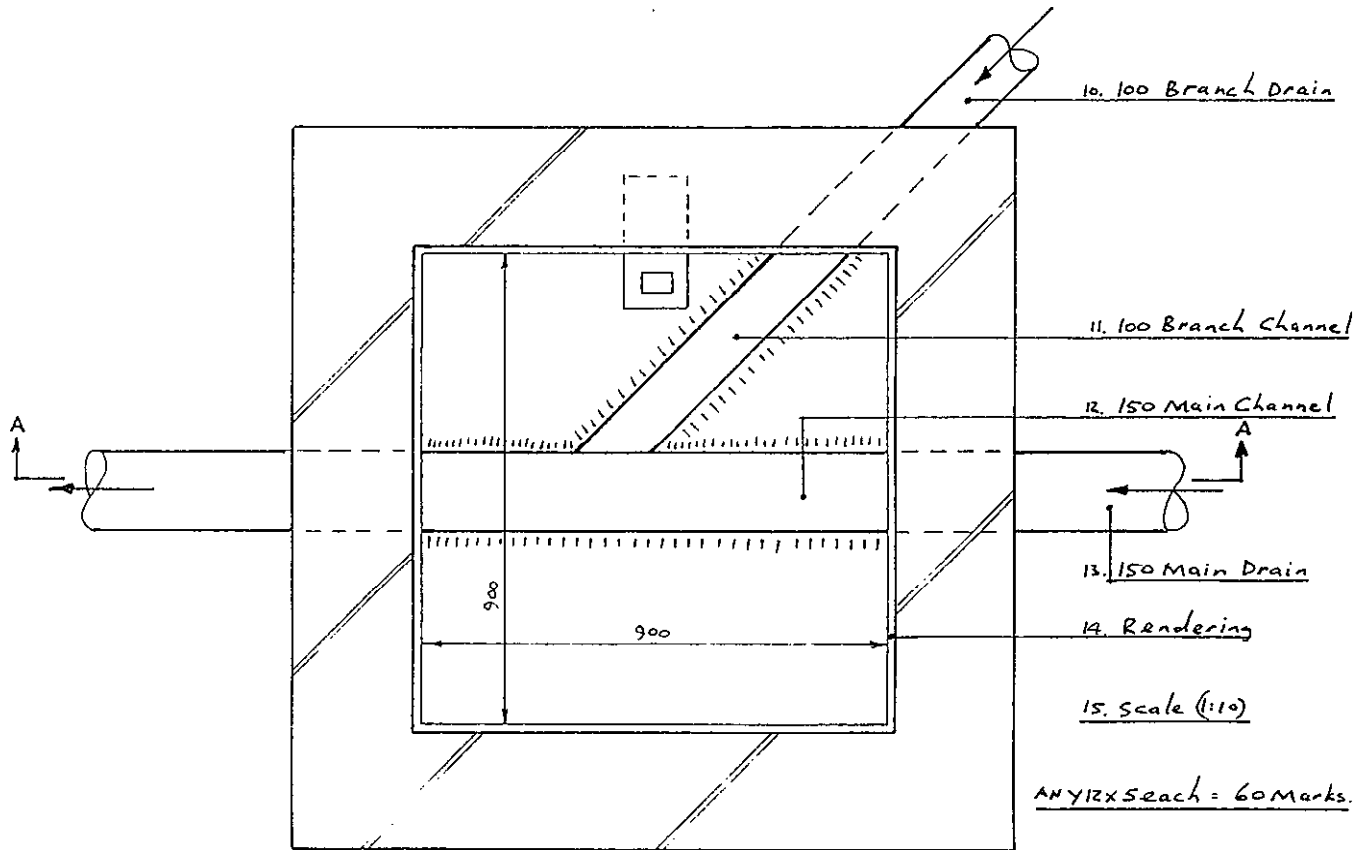 10. 100 Branch Drain
11. 100 Branch Channel
12. 150 Main Channel
A
A
13. 150 Main Drain
900
900
14. Rendering
15. Scale (1:10)
ANY 12 x 5 each = 60 Marks.